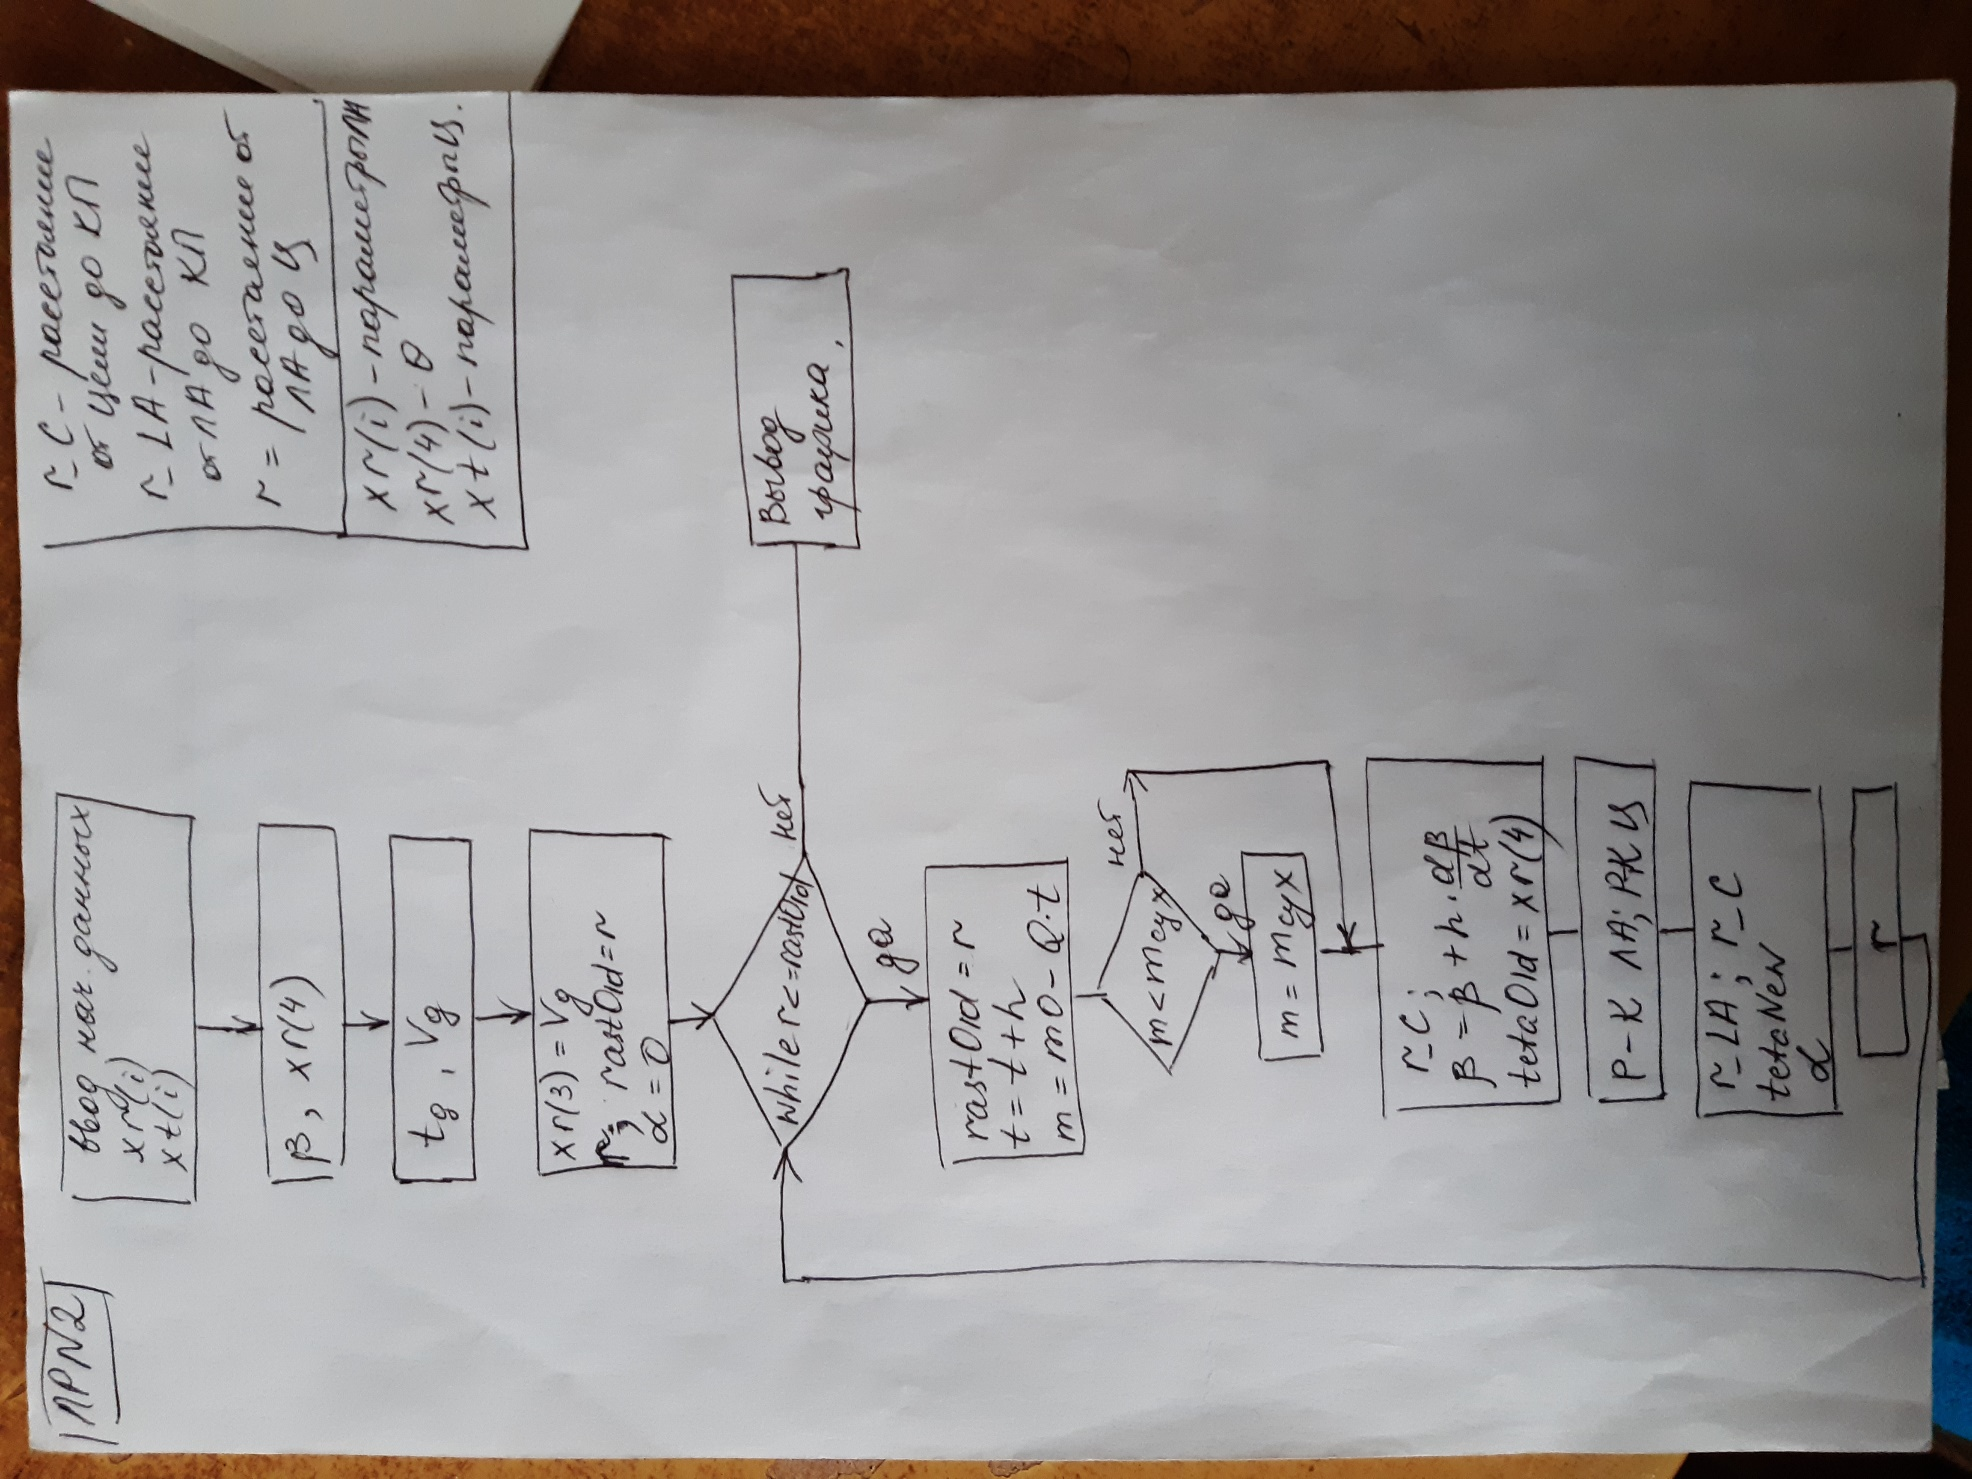 ЛР№2
ввод нач. данных
xr(i)
xt(i)
β, xr(4)
tg, Vg
xr(3) = Vg
r; rastOld = r
α = 0
while r <= rastOld
нет
Вывод
графика.
да
rastOld = r
t = t + h
m = m0 - Q·t
m < mсух
нет
да
m = mсух
r_C;
β = β + h · dβ/dt
tetaOld = xr(4)
Р-К ЛА; РК Ц
r_LA; r_C
tetaNew
α
r
r_C - расстояние
от цели до КП
r_LA - расстояние
от ЛА до КП
r = расстояние от
ЛА до Ц
xr(i) - параметры ЛА
xr(4) - θ
xt(i) - параметры Ц.